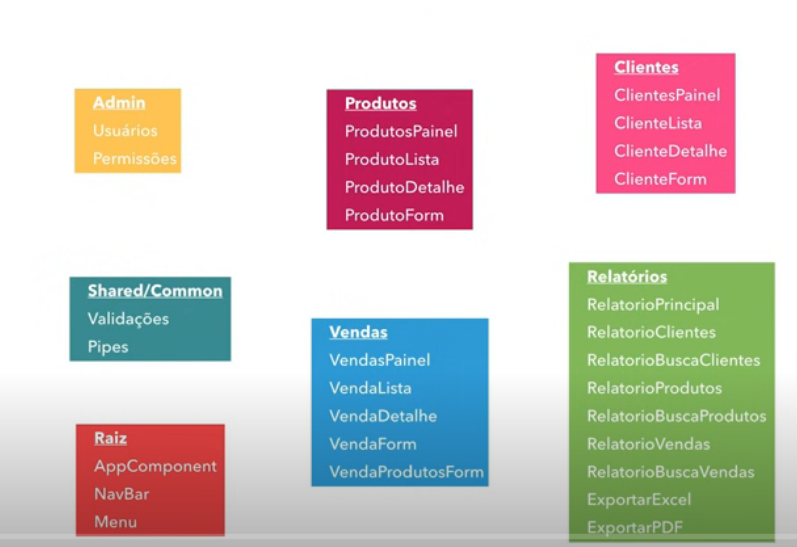 Admin
Usuários
Permissões
Produtos
ProdutosPainel
ProdutoLista
ProdutoDetalhe
ProdutoForm
Clientes
ClientesPainel
ClienteLista
ClienteDetalhe
ClienteForm
Shared/Common
Validações
Pipes
Vendas
VendasPainel
VendaLista
VendaDetalhe
VendaForm
VendaProdutosForm
Relatórios
RelatorioPrincipal
RelatorioClientes
RelatorioBuscaClientes
RelatorioProdutos
RelatorioBuscaProdutos
RelatorioVendas
RelatorioBuscaVendas
ExportarExcel
ExportarPDF
Raiz
AppComponent
NavBar
Menu